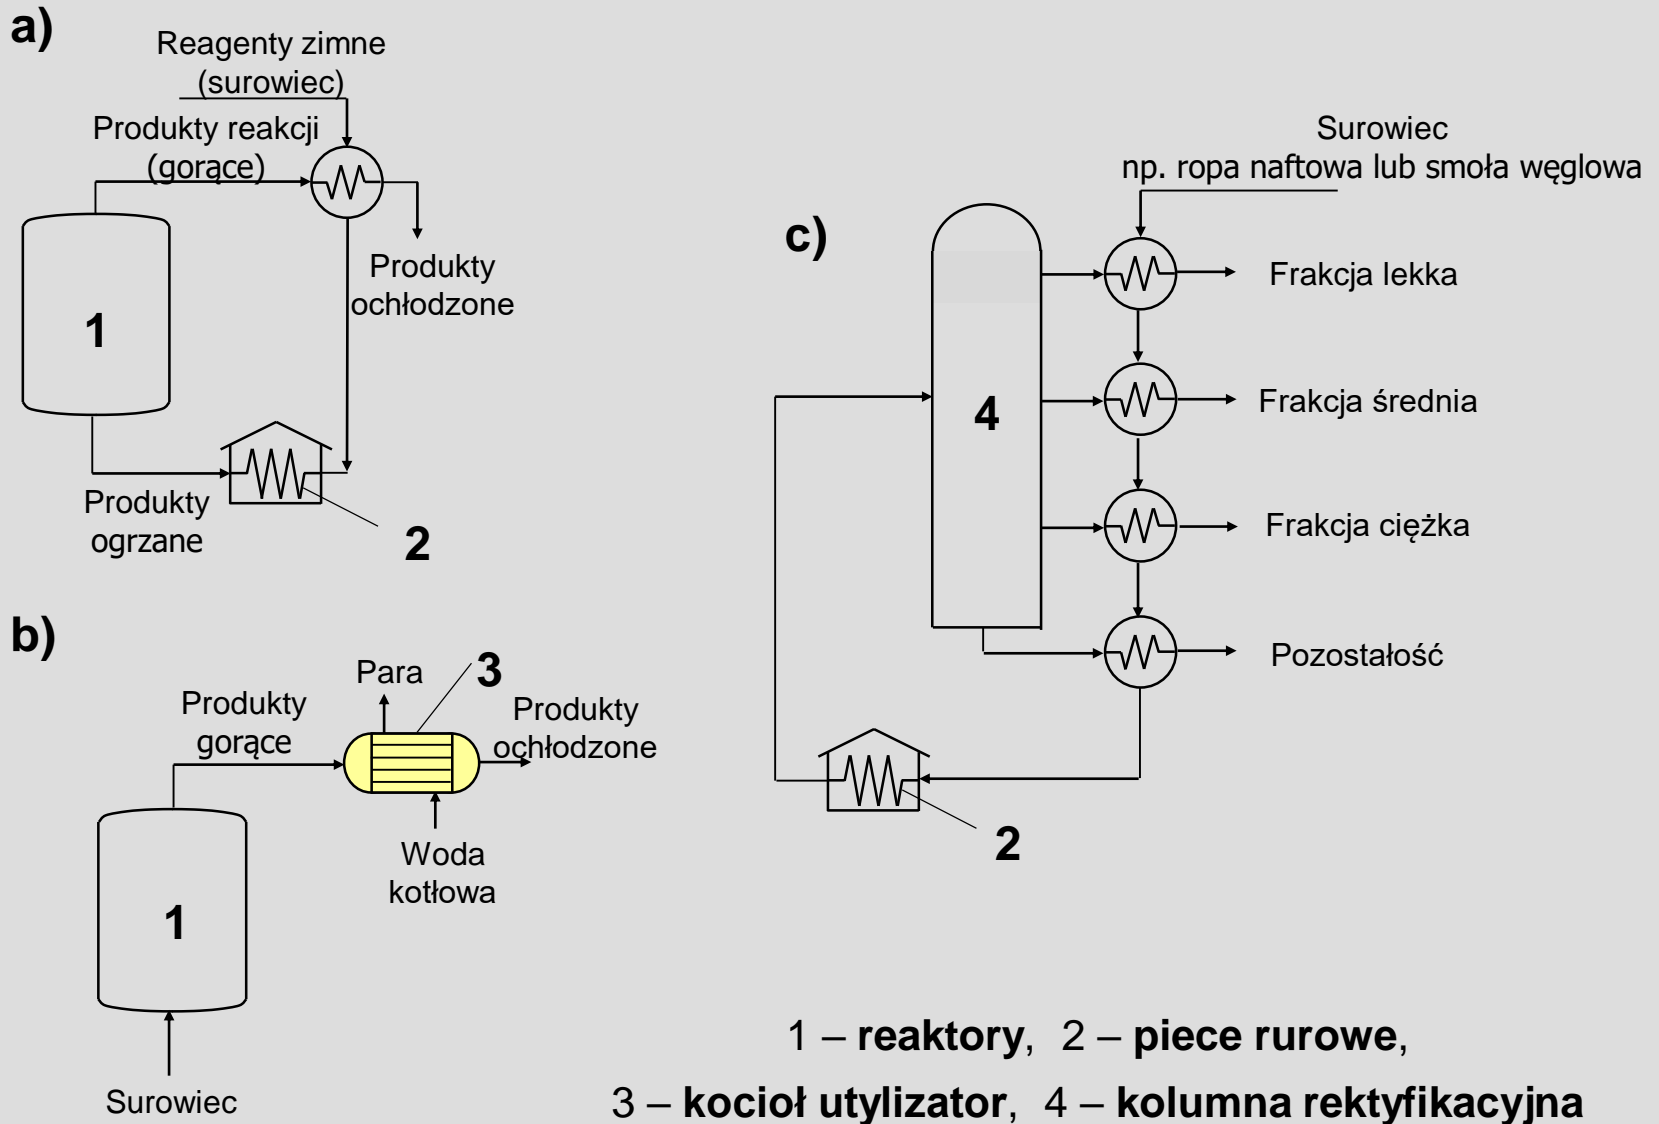 a)
Reagenty zimne
(surowiec)
Produkty reakcji
(gorące)
Produkty
ochłodzone
1
Produkty
ogrzane
2
b)
Para
3
Produkty
gorące
Produkty
ochłodzone
Woda
kotłowa
1
Surowiec
c)
Surowiec
np. ropa naftowa lub smoła węglowa
Frakcja lekka
4
Frakcja średnia
Frakcja ciężka
Pozostałość
2
1 – reaktory, 2 – piece rurowe,
3 – kocioł utylizator, 4 – kolumna rektyfikacyjna